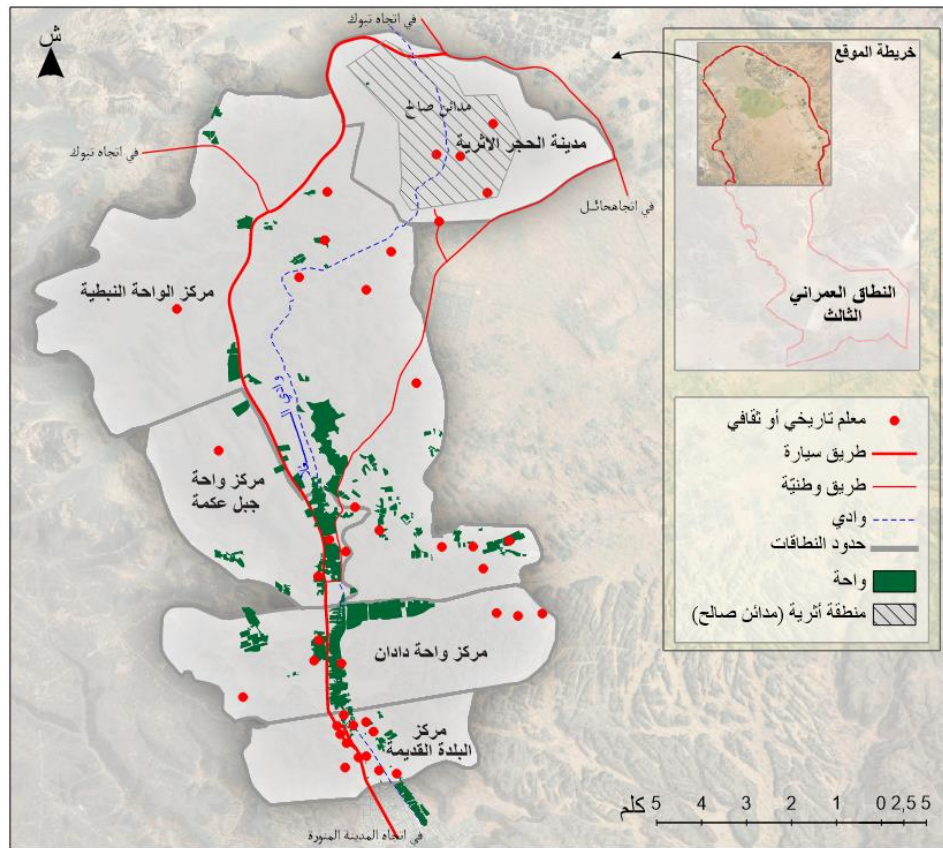 في اتجاه تبوك
ش
مدائن صالح
مدينة الحجر الأثرية
في اتجاه تبوك
في اتجاهحائل
مركز الواحة النبطية
وادي
مركز واحة
جبل عكمة
مركز واحة دادان
مركز
البلدة القديمة
في اتجاه المدينة المنورة
خريطة الموقع
النطاق العمراني
الثالث
معلم تاريخي أو ثقافي
طريق سيارة
طريق وطنيّة
وادي
حدود النطاقات
واحة
منطقة أثرية (مدائن صالح)
كلم 5 4 3 2 1 0 2,5 5